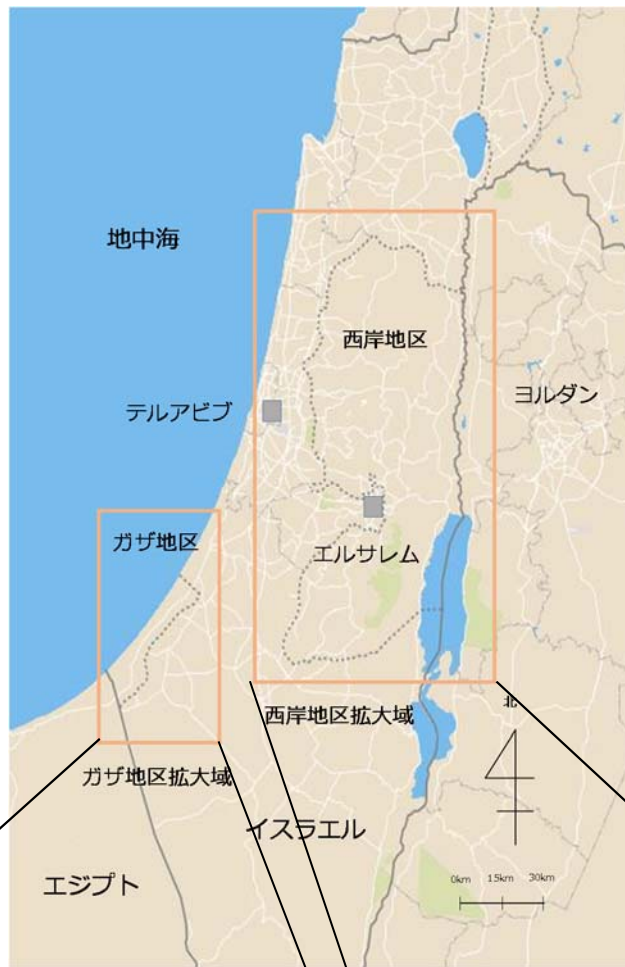 地中海
西岸地区
ヨルダン
テルアビブ
ガザ地区
エルサレム
北
西岸地区拡大域
ガザ地区拡大域
イスラエル
エジプト
0km 15km 30km